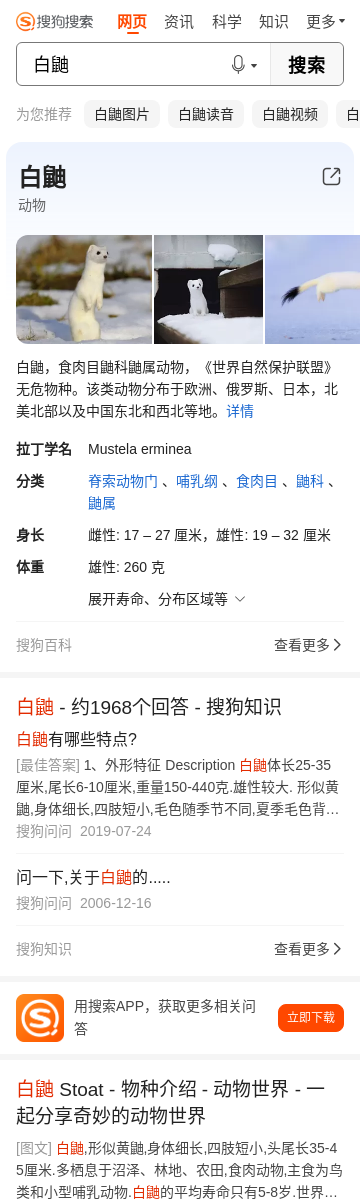 搜狗搜索 网页 资讯 科学 知识 更多
白鼬 搜索
为您推荐 白鼬图片 白鼬读音 白鼬视频 白
白鼬
动物
白鼬，食肉目鼬科鼬属动物，《世界自然保护联盟》
无危物种。该类动物分布于欧洲、俄罗斯、日本，北
美北部以及中国东北和西北等地。详情
拉丁学名 Mustela erminea
分类 脊索动物门 、哺乳纲 、食肉目 、鼬科 、
鼬属
身长 雌性: 17 – 27 厘米，雄性: 19 – 32 厘米
体重 雄性: 260 克
展开寿命、分布区域等
搜狗百科 查看更多
白鼬 - 约1968个回答 - 搜狗知识
白鼬有哪些特点?
[最佳答案] 1、外形特征 Description 白鼬体长25-35
厘米,尾长6-10厘米,重量150-440克.雄性较大. 形似黄
鼬,身体细长,四肢短小,毛色随季节不同,夏季毛色背…
搜狗问问 2019-07-24
问一下,关于白鼬的.....
搜狗问问 2006-12-16
搜狗知识 查看更多
用搜索APP，获取更多相关问
答
立即下载
白鼬 Stoat - 物种介绍 - 动物世界 - 一
起分享奇妙的动物世界
[图文] 白鼬,形似黄鼬,身体细长,四肢短小,头尾长35-4
5厘米.多栖息于沼泽、林地、农田,食肉动物,主食为鸟
类和小型哺乳动物.白鼬的平均寿命只有5-8岁.世界…